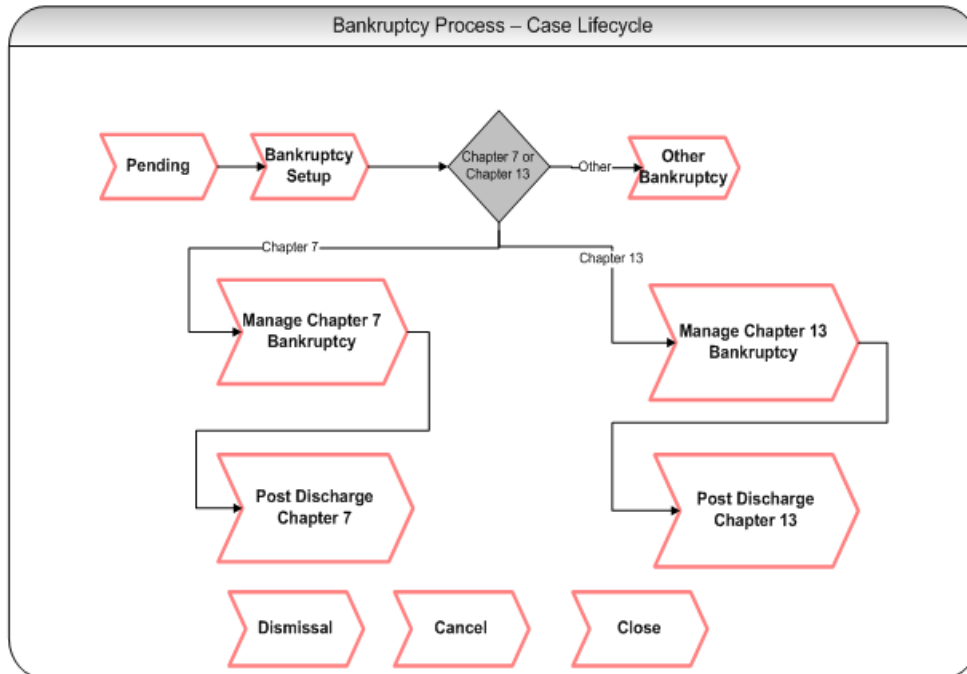 Bankruptcy Process – Case Lifecycle
Pending
Bankruptcy
Setup
Chapter 7 or
Chapter 13
Other
Other
Bankruptcy
Chapter 7
Chapter 13
Manage Chapter 7
Bankruptcy
Manage Chapter 13
Bankruptcy
Post Discharge
Chapter 7
Post Discharge
Chapter 13
Dismissal
Cancel
Close